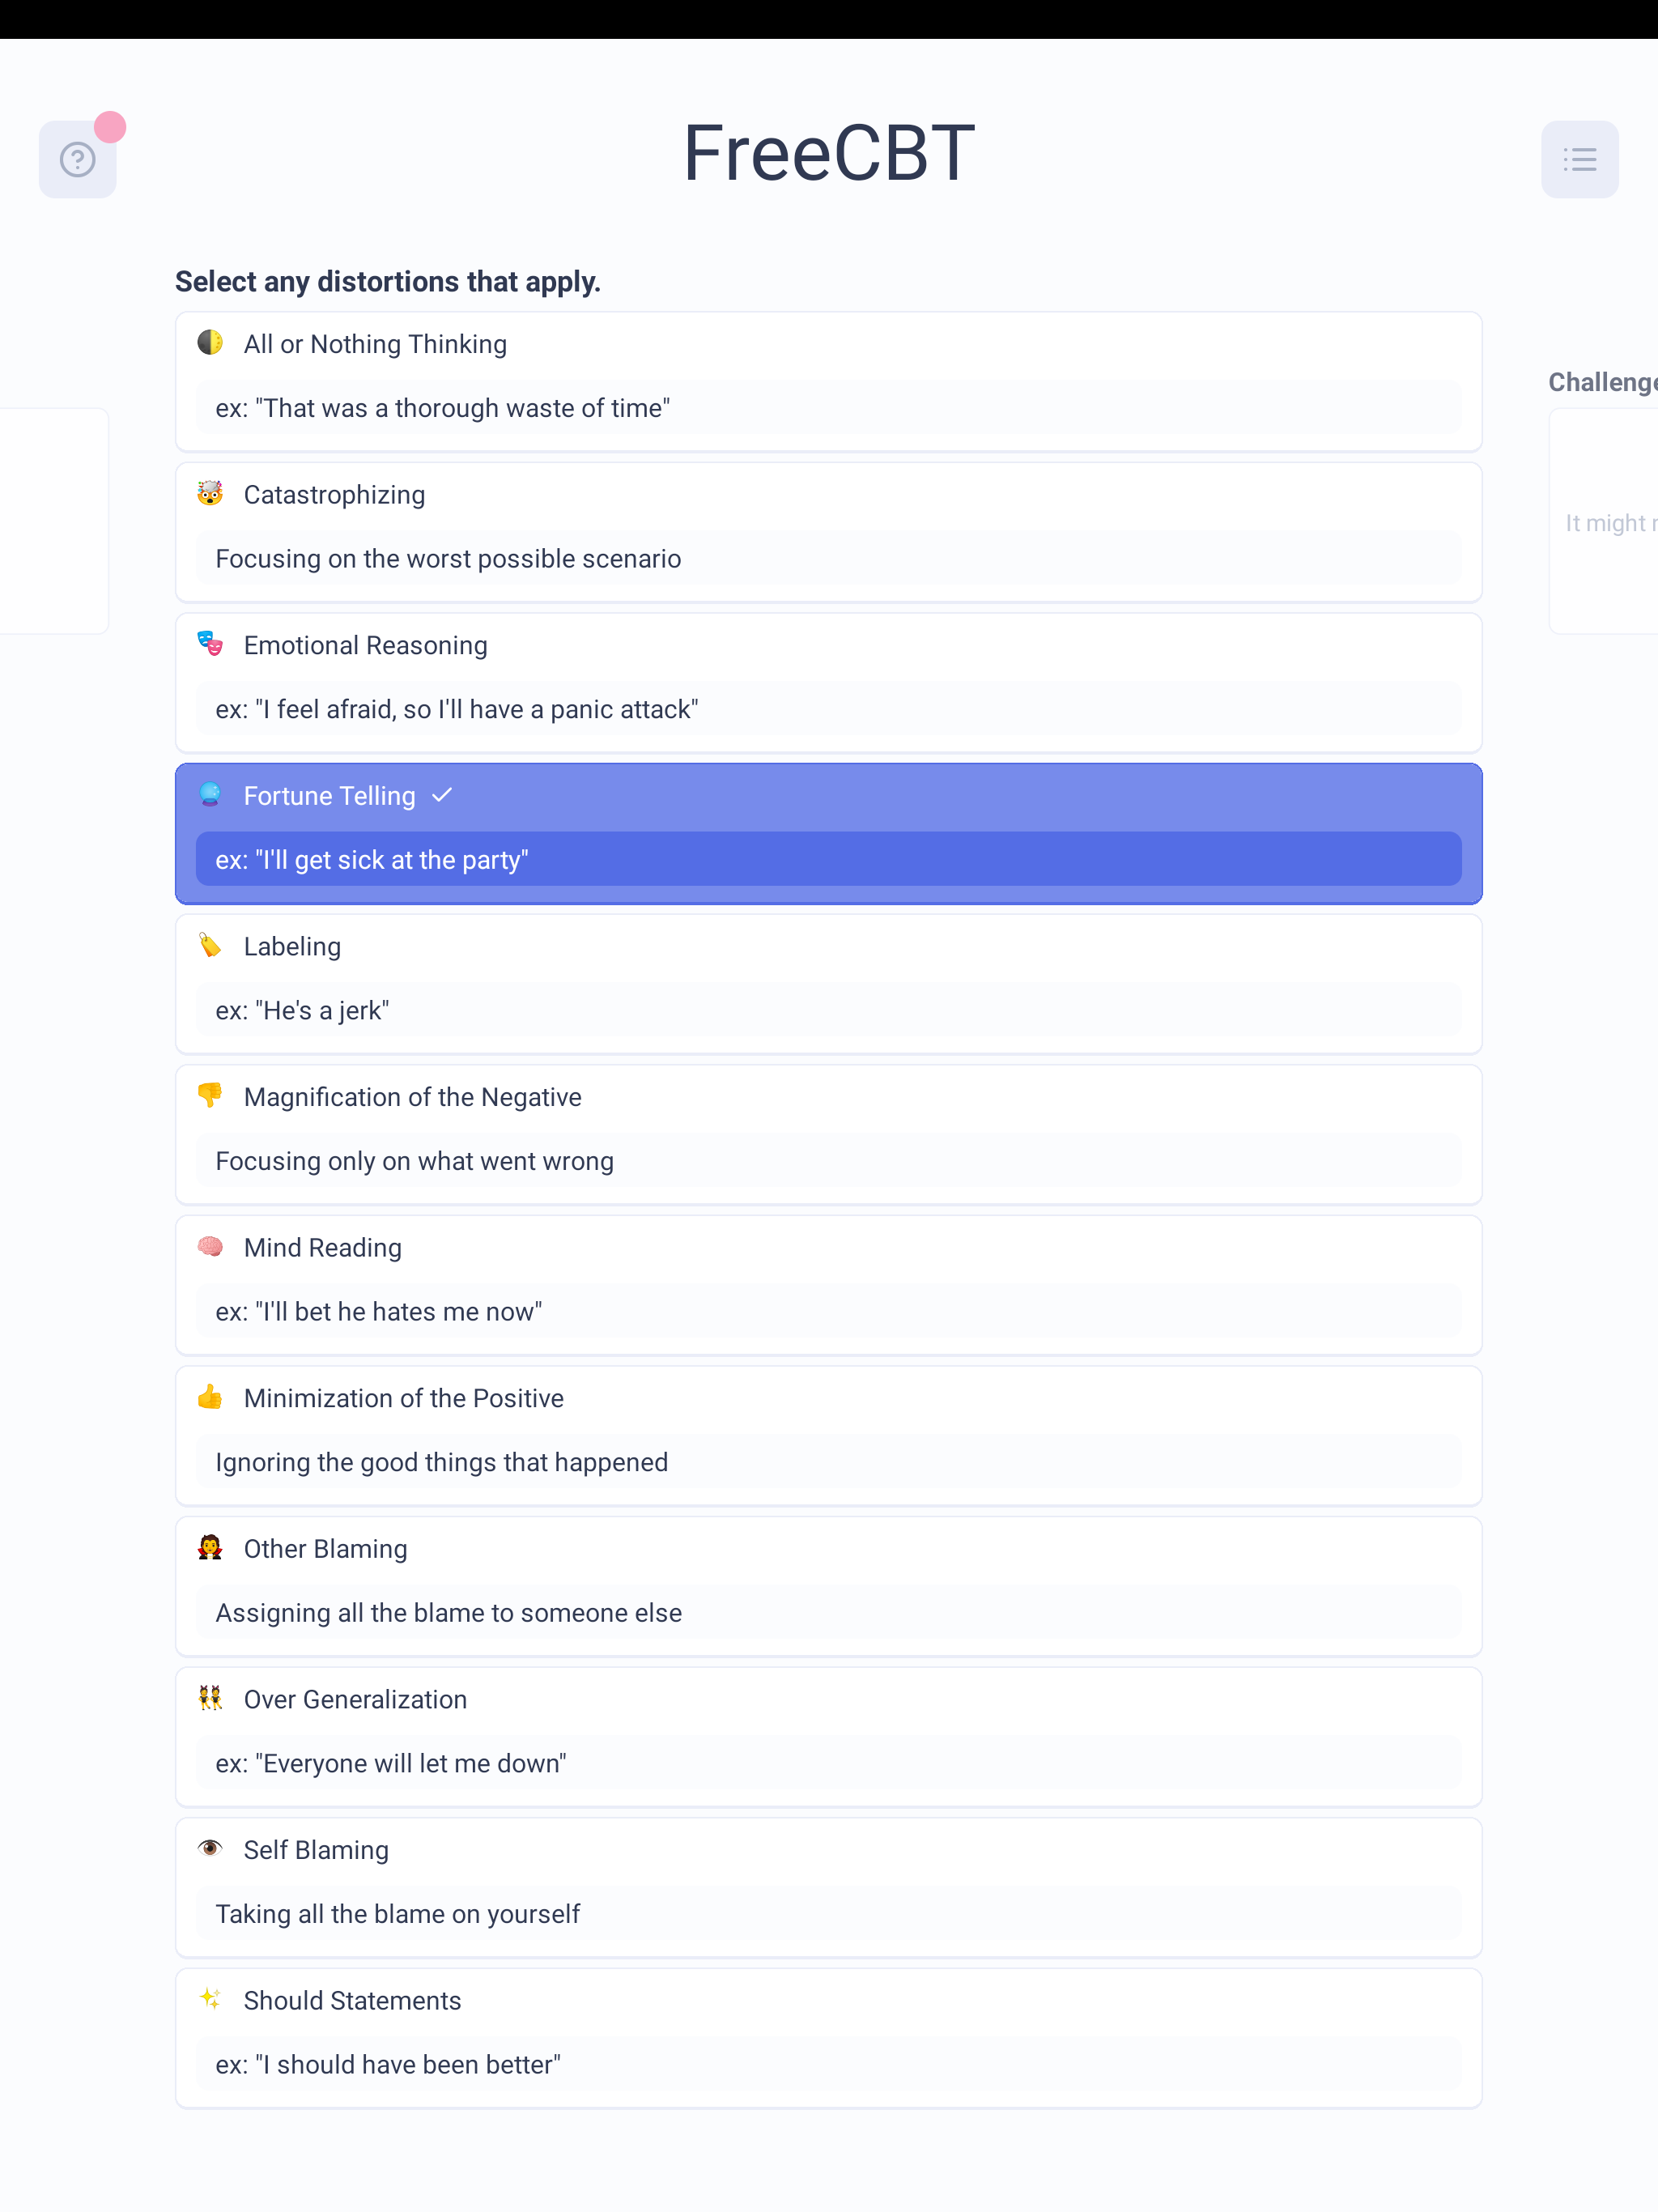 FreeCBT
Select any distortions that apply.
All or Nothing Thinking
ex: "That was a thorough waste of time"
Catastrophizing
Focusing on the worst possible scenario
Emotional Reasoning
ex: "I feel afraid, so I'll have a panic attack"
Fortune Telling
ex: "I'll get sick at the party"
Labeling
ex: "He's a jerk"
Magnification of the Negative
Focusing only on what went wrong
Mind Reading
ex: "I'll bet he hates me now"
Minimization of the Positive
Ignoring the good things that happened
Other Blaming
Assigning all the blame to someone else
Over Generalization
ex: "Everyone will let me down"
Self Blaming
Taking all the blame on yourself
Should Statements
ex: "I should have been better"
Challenge
It might